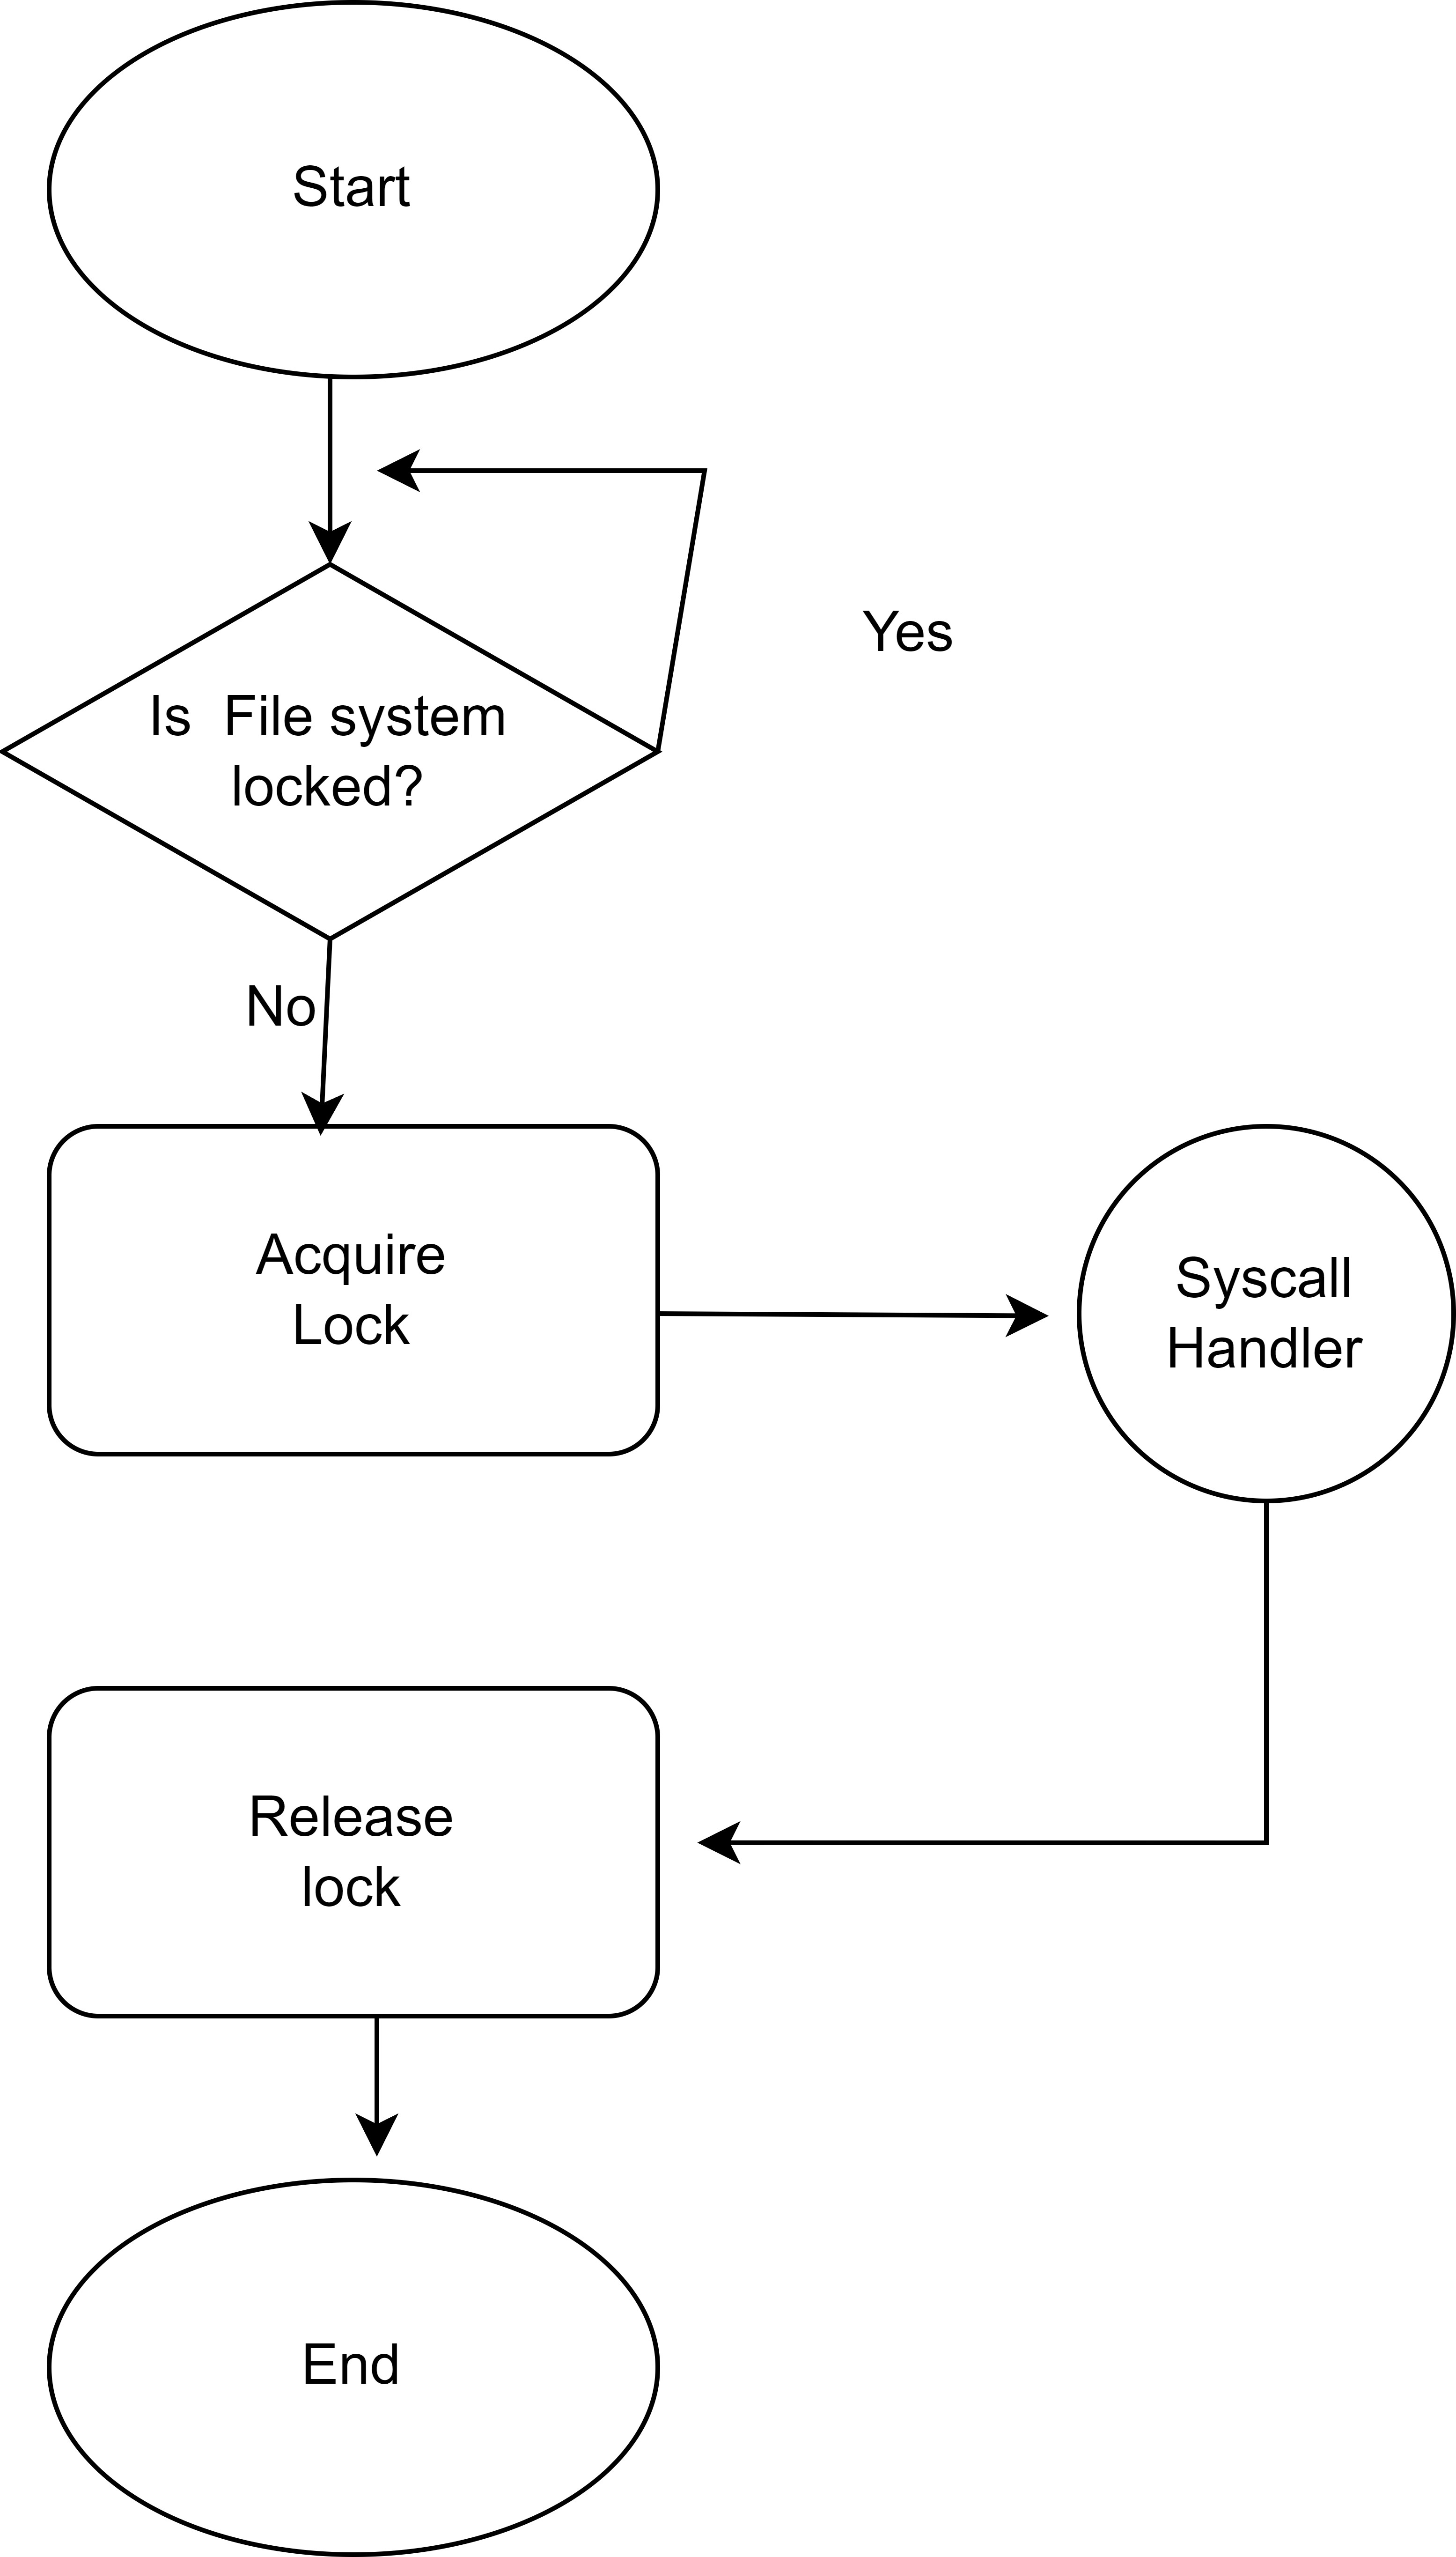 Start
Yes
Is  File system
locked?
No
Acquire
Lock
Syscall
Handler
Release
lock
End